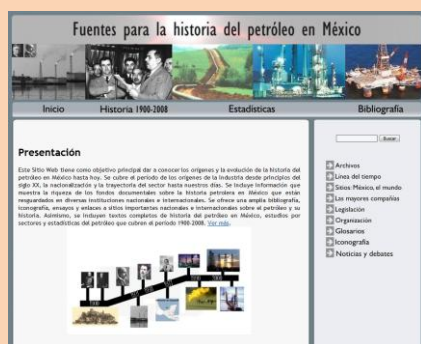 Fuentes para la historia del petróleo en México
Inicio
Historia 1900-2008
Estadísticas
Bibliografía
Buscar
Presentación
Este Sitio Web tiene como objetivo principal dar a conocer los orígenes y la evolución de la historia del
petróleo en México hasta hoy. Se cubre el periodo de los orígenes de la industria desde principios del
siglo XX, la nacionalización y la trayectoria del sector hasta nuestros días. Se incluye información que
muestra la riqueza de los fondos documentales sobre la historia petrolera en México que están
resguardados en diversas instituciones nacionales e internacionales. Se ofrece una amplia bibliografía,
iconografía, ensayos y enlaces a sitios importantes nacionales e internacionales sobre el petróleo y su
historia. Asimismo, se incluyen textos completos de historia del petróleo en México, estudios por
sectores y estadísticas del petróleo que cubren el periodo 1900-2008. Ver más.
Archivos
Línea del tiempo
Sitios: México, el mundo
Las mayores compañías
Legislación
Organización
Glosarios
Iconografía
Noticias y debates